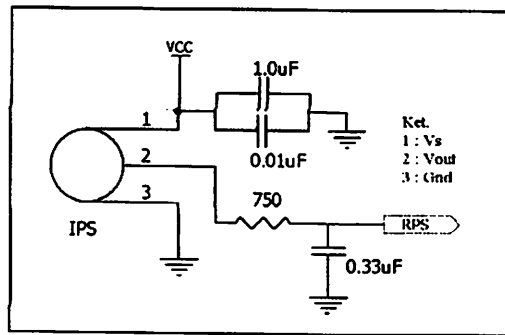 VCC
1.0uF
0.01uF
1
2
3
IPS
750
RPS
0.33uF
Ket.
1 : Vs
2 : Vout
3 : Gnd